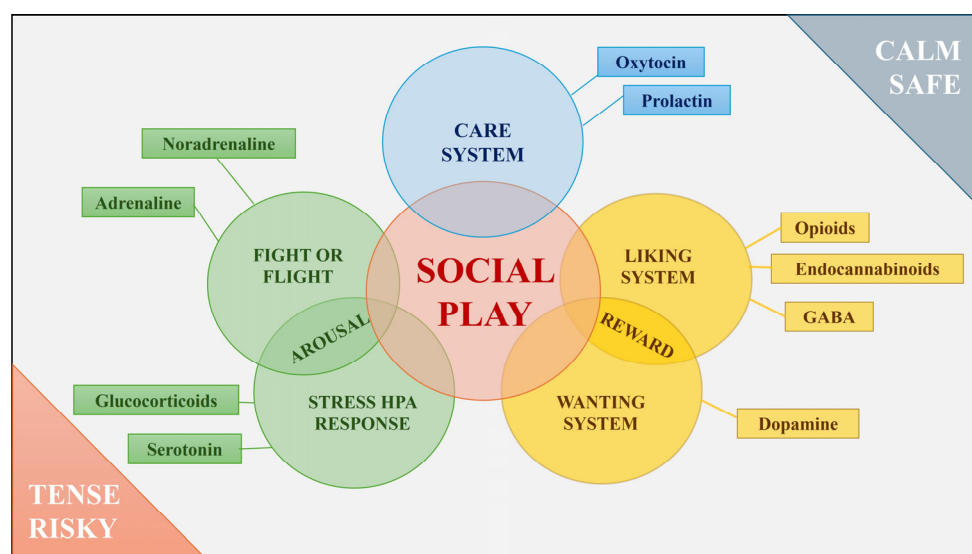 CALM
SAFE
Oxytocin
Prolactin
CARE
SYSTEM
Noradrenaline
Adrenaline
FIGHT OR
FLIGHT
SOCIAL
PLAY
LIKING
SYSTEM
Opioids
Endocannabinoids
GABA
AROUSAL
REWARD
Glucocorticoids
Serotonin
STRESS HPA
RESPONSE
WANTING
SYSTEM
Dopamine
TENSE
RISKY